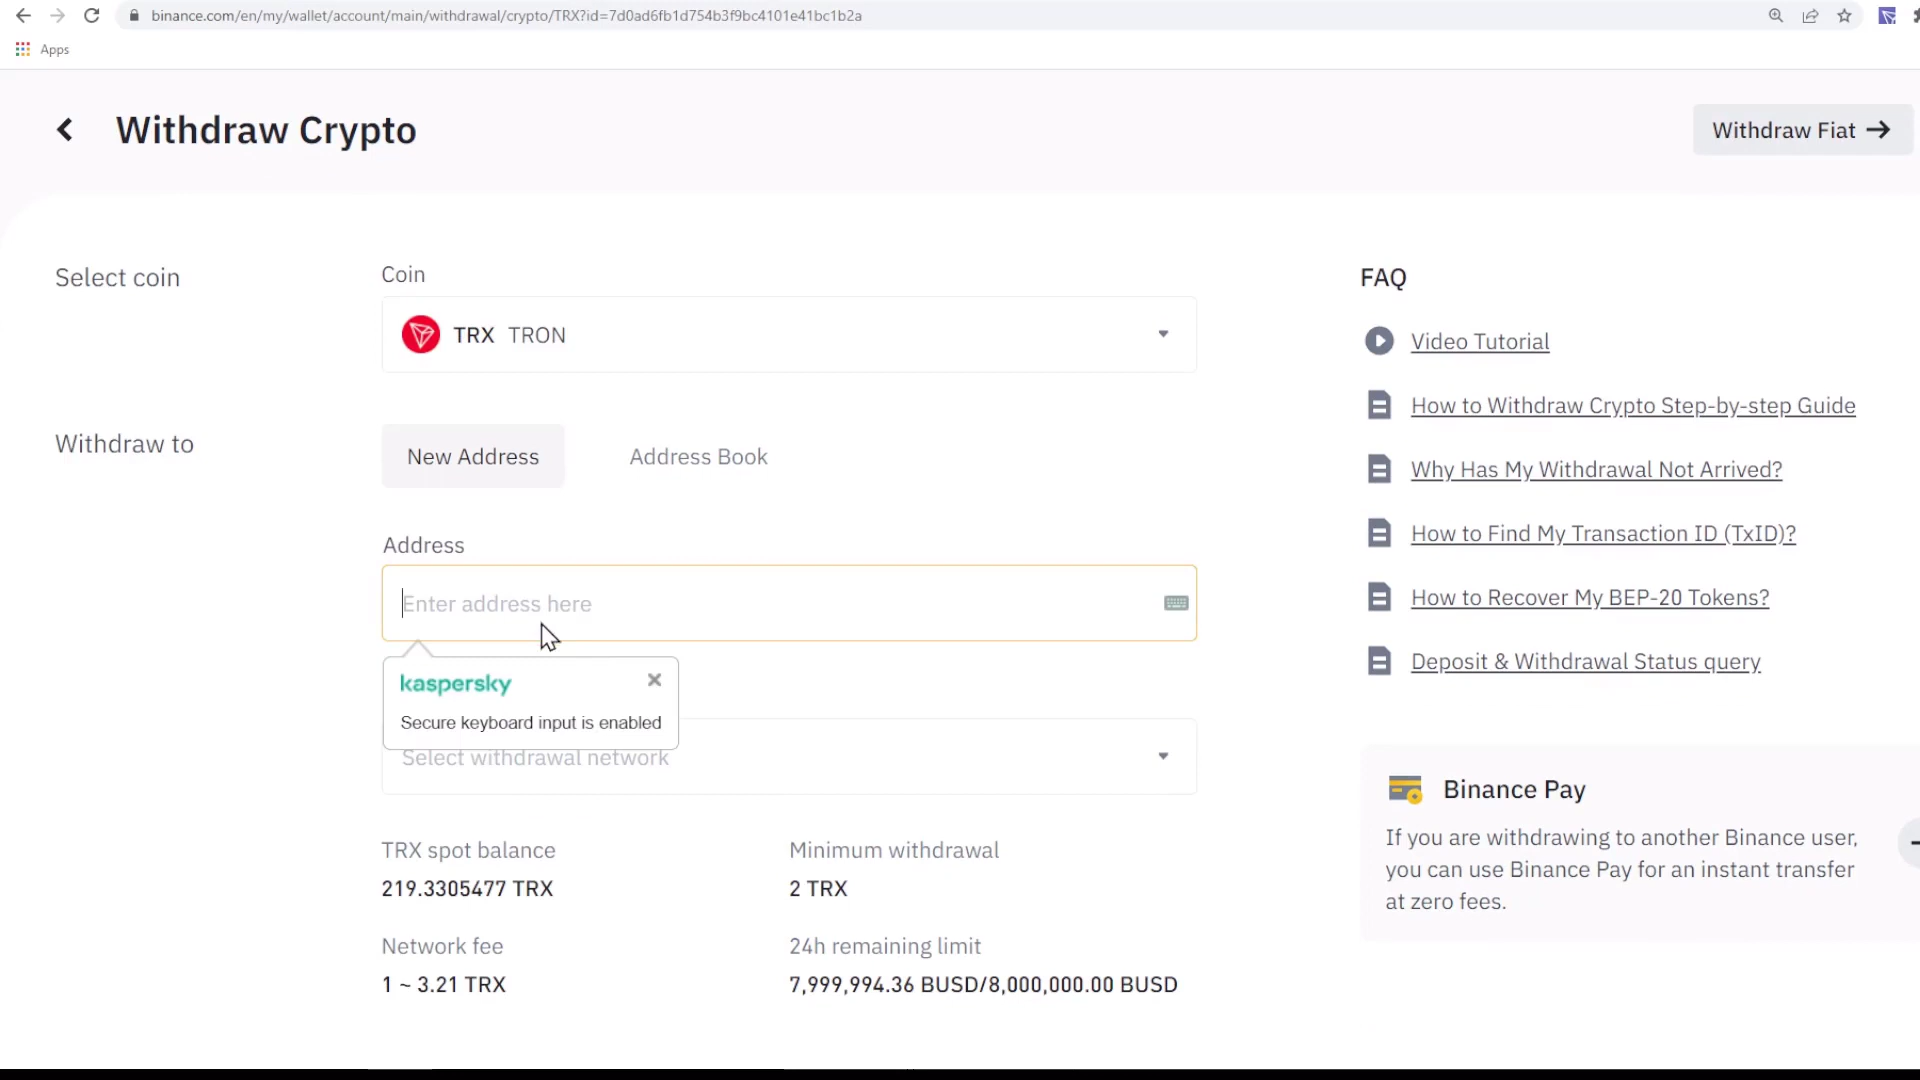 binance.com/en/my/wallet/account/main/withdrawal/crypto/TRX?id=7d0ad6fb1d754b3f9bc4101e41bc1b2a
Apps
Withdraw Crypto
Withdraw Fiat →
Select coin
Coin
TRX TRON
Withdraw to
New Address
Address Book
Address
Enter address here
kaspersky
Secure keyboard input is enabled
Select withdrawal network
TRX spot balance
219.3305477 TRX
Minimum withdrawal
2 TRX
Network fee
1 ~ 3.21 TRX
24h remaining limit
7,999,994.36 BUSD/8,000,000.00 BUSD
FAQ
Video Tutorial
How to Withdraw Crypto Step-by-step Guide
Why Has My Withdrawal Not Arrived?
How to Find My Transaction ID (TxID)?
How to Recover My BEP-20 Tokens?
Deposit & Withdrawal Status query
Binance Pay
If you are withdrawing to another Binance user,
you can use Binance Pay for an instant transfer
at zero fees.